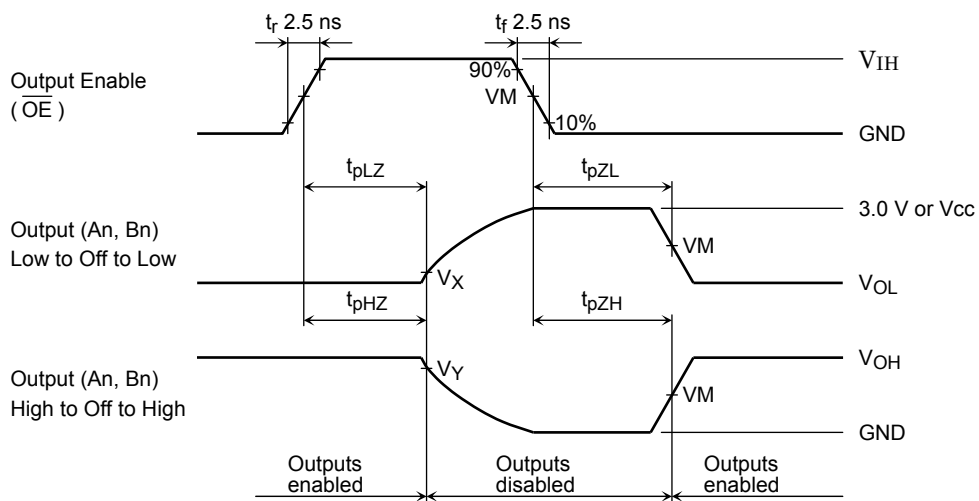 tr 2.5 ns
tf 2.5 ns
Output Enable
( OE )
90%
VM
10%
VIH
GND
tpLZ
tpZL
Output (An, Bn)
Low to Off to Low
VX
VM
3.0 V or Vcc
VOL
tpHZ
tpZH
Output (An, Bn)
High to Off to High
VY
VM
VOH
GND
Outputs
enabled
Outputs
disabled
Outputs
enabled